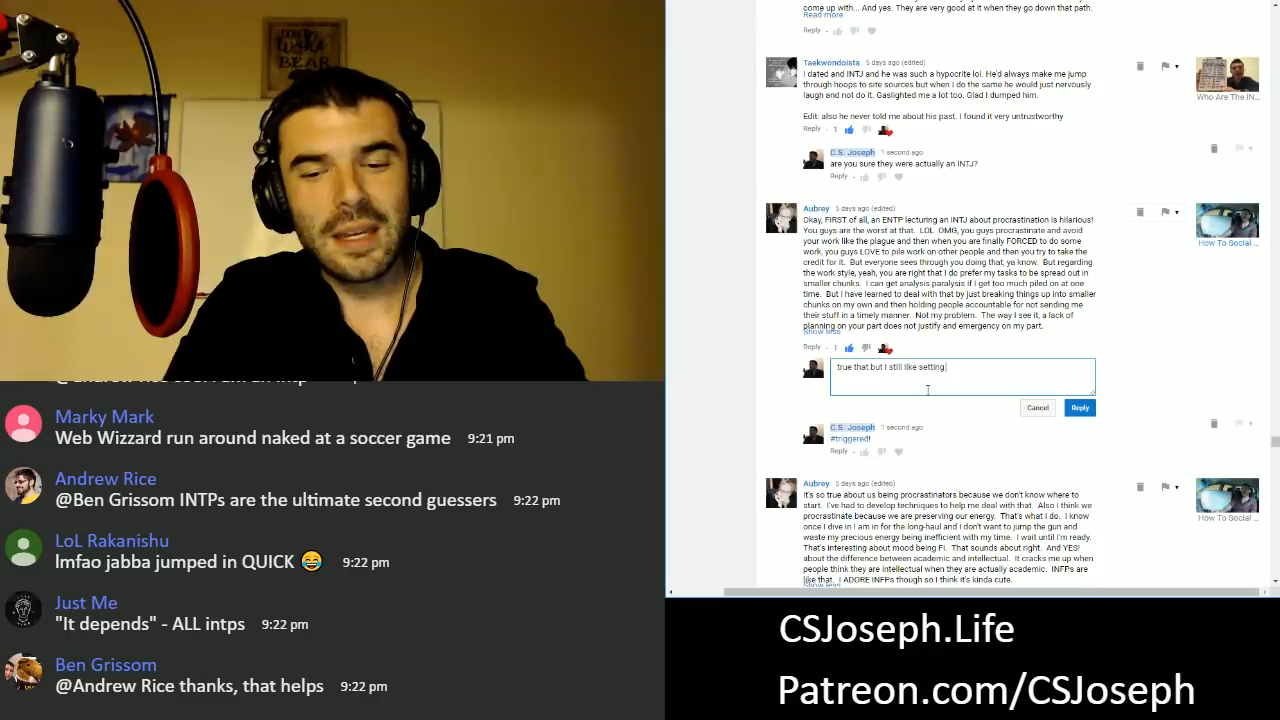 DON'T
Wake
BEAR
@Andrew Rice
Marky Mark
Web Wizzard run around naked at a soccer game 9:21 pm
Andrew Rice
@Ben Grissom INTPs are the ultimate second guessers 9:22 pm
LoL Rakanishu
lmfao jabba jumped in QUICK 😂 9:22 pm
Just Me
"It depends" - ALL intps 9:22 pm
Ben Grissom
@Andrew Rice thanks, that helps 9:22 pm
come up with... And yes. They are very good at it when they go down that path.
Read more
Reply
Taekwondoista 5 days ago (edited)
I dated and INTJ and he was such a hypocrite lol. He'd always make me jump
through hoops to site sources but when I do the same he would just nervously
laugh and not do it. Gaslighted me a lot too. Glad I dumped him.
Edit: also he never told me about his past. I found it very untrustworthy
Reply 1
Who Are The IN...
C.S. Joseph 1 second ago
are you sure they were actually an INTJ?
Reply
Aubrey 5 days ago (edited)
Okay, FIRST of all, an ENTP lecturing an INTJ about procrastination is hilarious!
You guys are the worst at that. LOL OMG, you guys procrastinate and avoid
your work like the plague and then when you are finally FORCED to do some
work, you guys LOVE to pile work on other people and then you try to take the
credit for it. But everyone sees through you doing that, ya know. But regarding
the work style, yeah, you are right that I do prefer my tasks to be spread out in
smaller chunks. I can get analysis paralysis if I get too much piled on at one
time. But I have learned to deal with that by just breaking things up into smaller
chunks on my own and then holding people accountable for not sending me
their stuff in a timely manner. Not my problem. The way I see it, a lack of
planning on your part does not justify and emergency on my part.
Show less
Reply 1
How To Social ...
true that but I still like setting
Cancel Reply
C.S. Joseph 1 second ago
#triggered!
Reply
Aubrey 5 days ago (edited)
It's so true about us being procrastinators because we don't know where to
start. I've had to develop techniques to help me deal with that. Also I think we
procrastinate because we are preserving our energy. That's what I do. I know
once I dive in I am in for the long-haul and I don't want to jump the gun and
waste my precious energy being inefficient with my time. I wait until I'm ready.
That's interesting about mood being Fi. That sounds about right. And YES!
about the difference between academic and intellectual. It cracks me up when
people think they are intellectual when they are actually academic. INFPs are
like that. I ADORE INFPs though so I think it's kinda cute.
Show less
How To Social ...
CSJoseph.Life
Patreon.com/CSJoseph